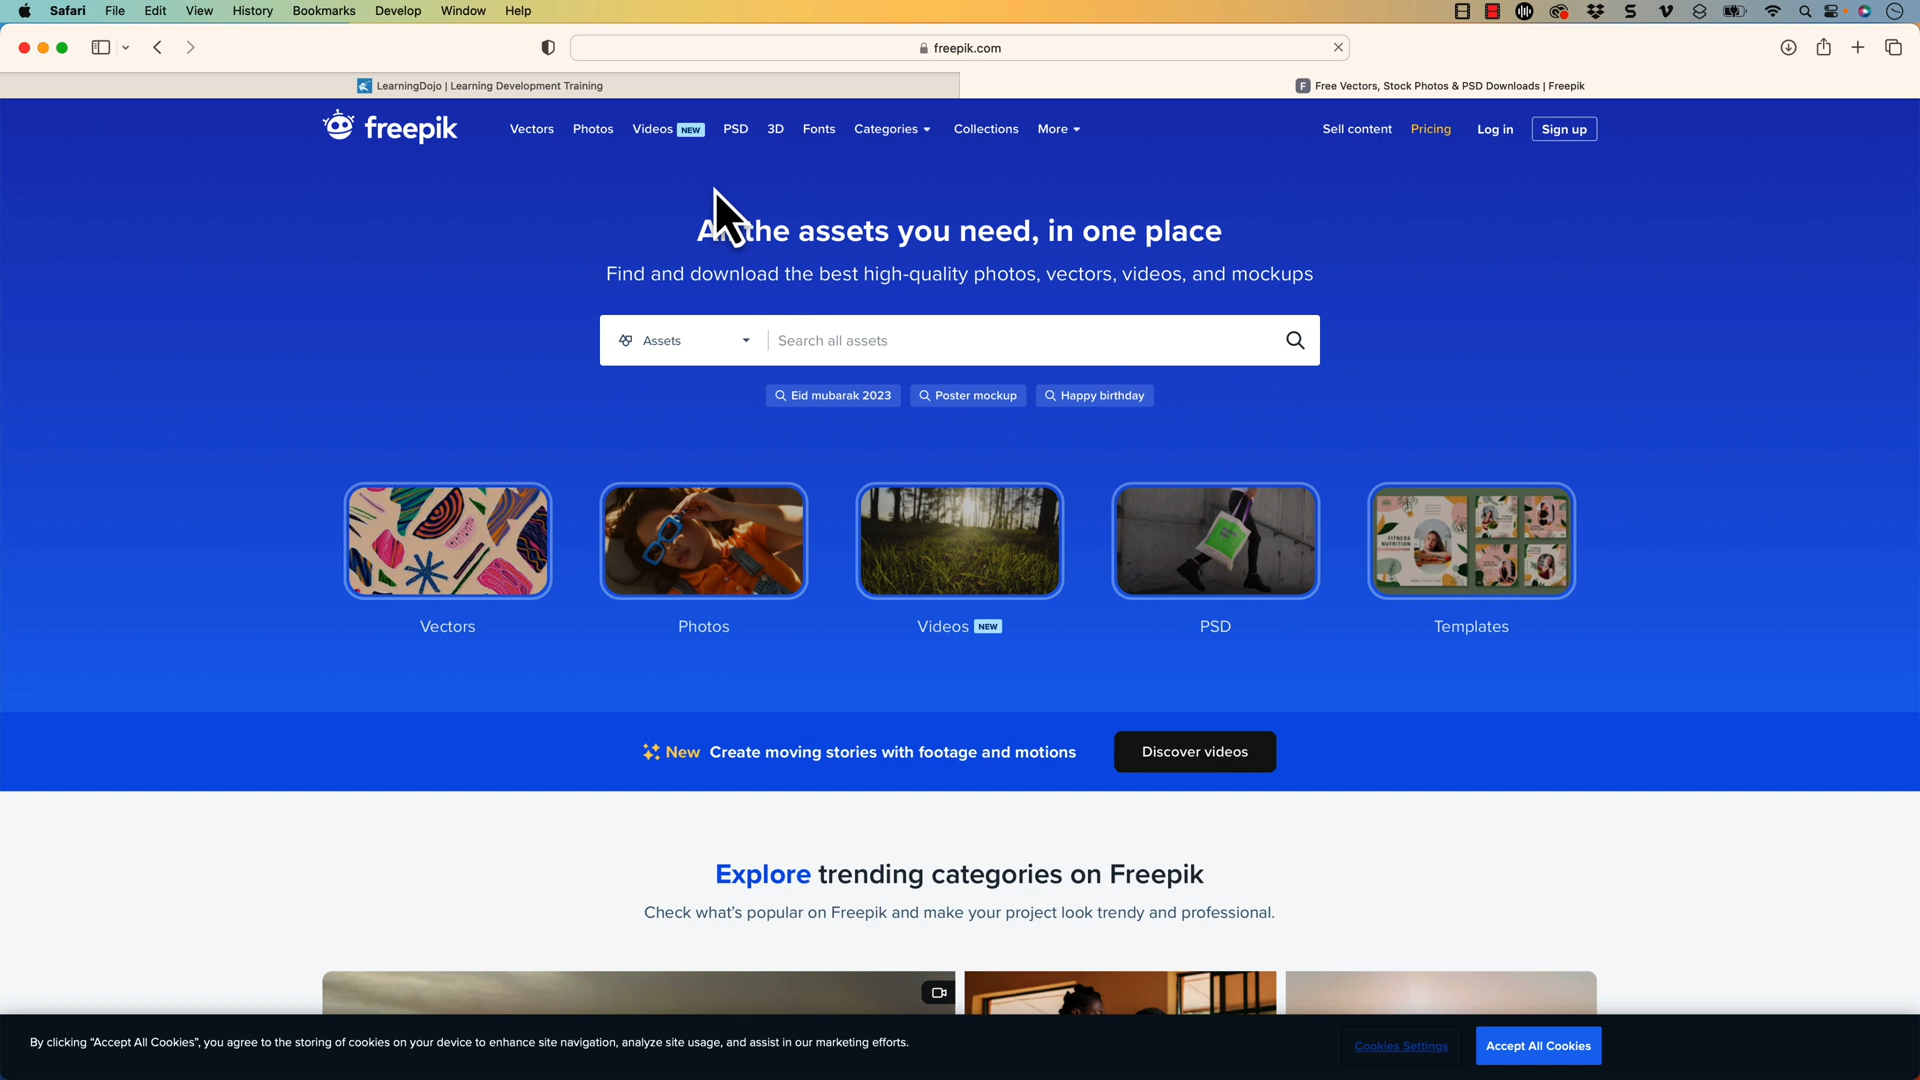 Safari File Edit View History Bookmarks Develop Window Help
freepik.com
LearningDojo | Learning Development Training
F Free Vectors, Stock Photos & PSD Downloads | Freepik
freepik Vectors Photos Videos NEW PSD 3D Fonts Categories Collections More Sell content Pricing Log in Sign up
the assets you need, in one place
Find and download the best high-quality photos, vectors, videos, and mockups
Assets Search all assets
Eid mubarak 2023 Poster mockup Happy birthday
FITNESS
NUTRITION
Vectors Photos Videos NEW PSD Templates
New Create moving stories with footage and motions Discover videos
Explore trending categories on Freepik
Check what's popular on Freepik and make your project look trendy and professional.
By clicking “Accept All Cookies”, you agree to the storing of cookies on your device to enhance site navigation, analyze site usage, and assist in our marketing efforts.
Cookies Settings Accept All Cookies